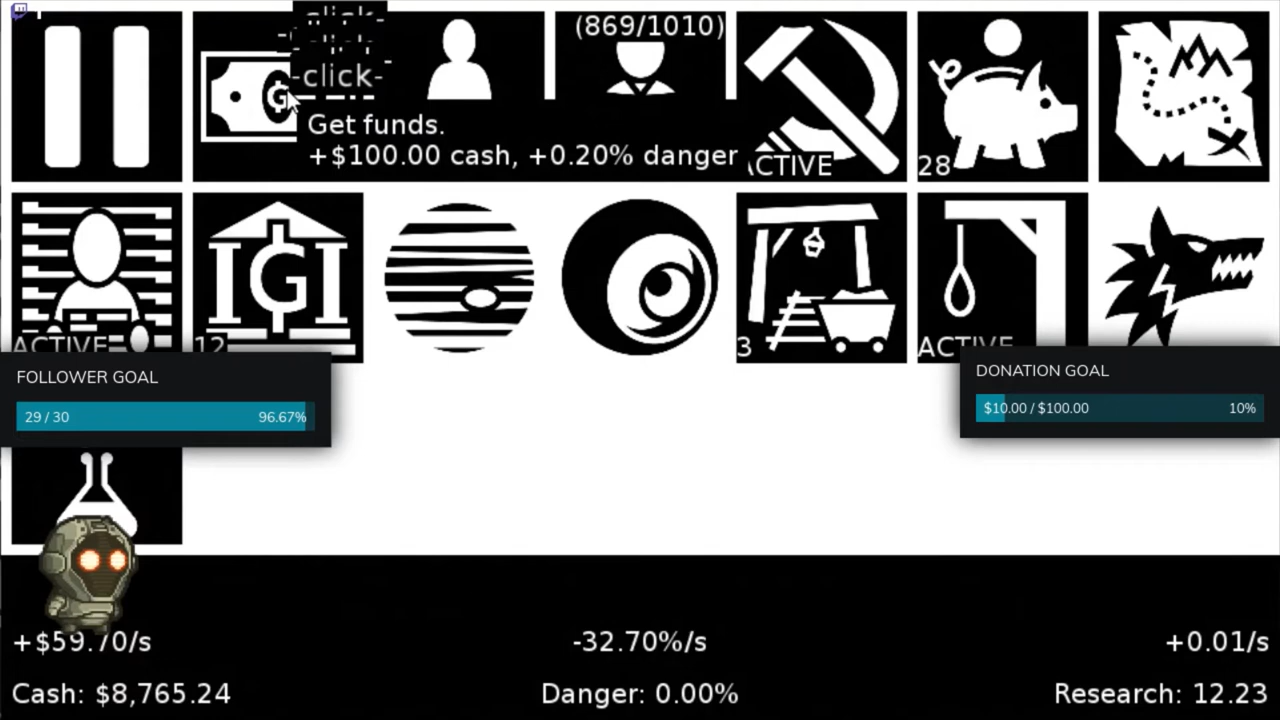 -click-
-click-
(869/1010)
Get funds.
+$100.00 cash, +0.20% danger
ACTIVE
28
ACTIVE
12
3
ACTIVE
FOLLOWER GOAL
29 / 30
96.67%
DONATION GOAL
$10.00 / $100.00
10%
+$59.70/s
-32.70%/s
+0.01/s
Cash: $8,765.24
Danger: 0.00%
Research: 12.23